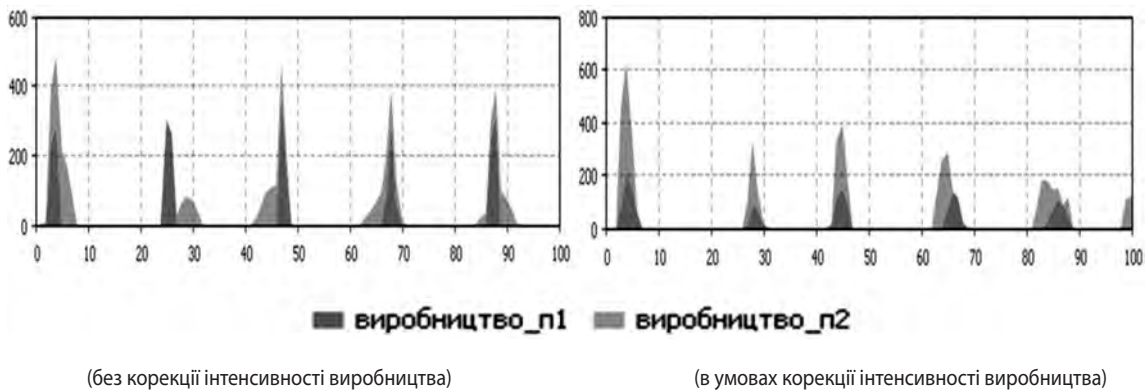 600
400
200
0
0 10 20 30 40 50 60 70 80 90 100
800
600
400
200
0
0 10 20 30 40 50 60 70 80 90 100
виробництво_п1 виробництво_п2
(без корекції інтенсивності виробництва) (в умовах корекції інтенсивності виробництва)